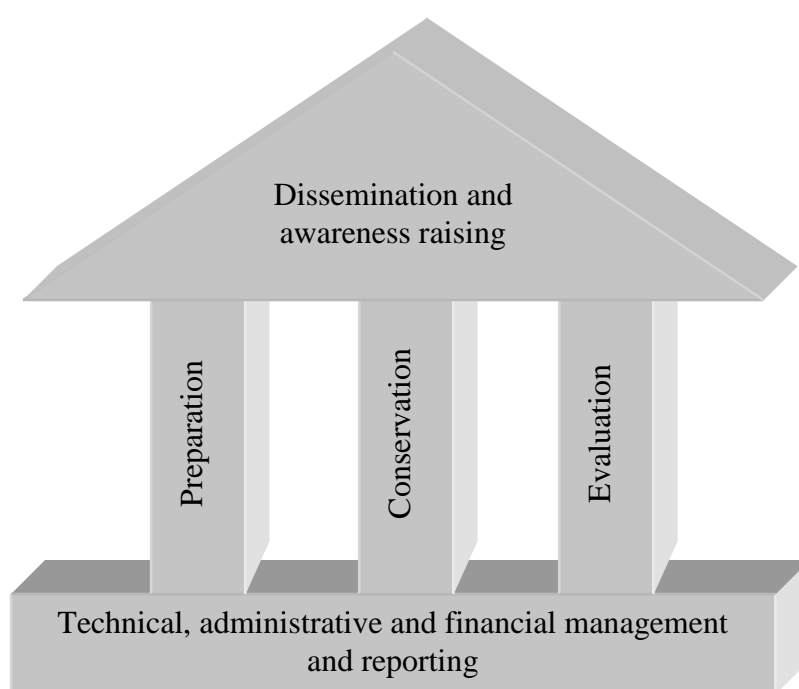 Dissemination and
awareness raising
Preparation
Conservation
Evaluation
Technical, administrative and financial management
and reporting